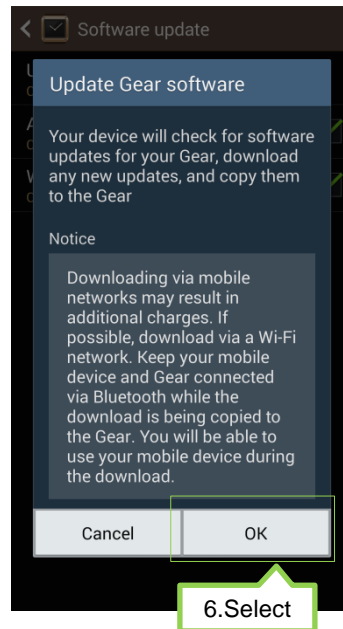 Software update
Update Gear software
Your device will check for software
updates for your Gear, download
any new updates, and copy them
to the Gear
Notice
Downloading via mobile
networks may result in
additional charges. If
possible, download via a Wi-Fi
network. Keep your mobile
device and Gear connected
via Bluetooth while the
download is being copied to
the Gear. You will be able to
use your mobile device during
the download.
Cancel OK
6.Select